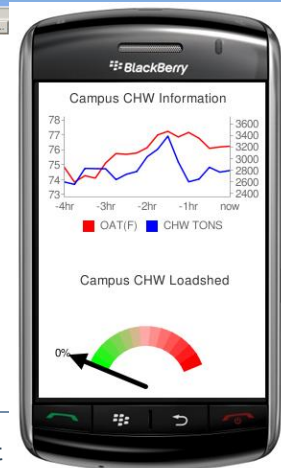 BlackBerry
Campus CHW Information
78
77
76
75
74
73
3600
3400
3200
3000
2800
2600
2400
-4hr -3hr -2hr -1hr now
OAT(F) CHW TONS
Campus CHW Loadshed
0%